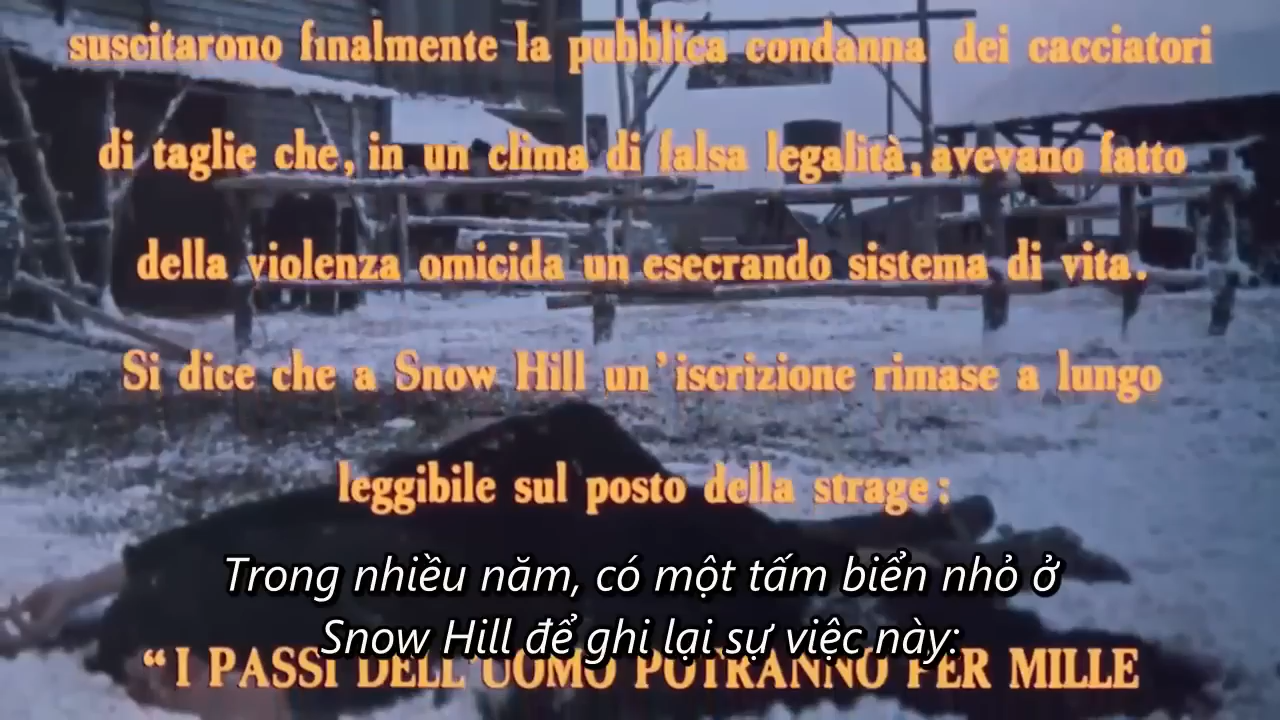 suscitarono finalmente la pubblica condanna dei cacciatori
di taglie che, in un clima di falsa legalità, avevano fatto
della violenza omicida un esecrando sistema di vita.
Si dice che a Snow Hill un'iscrizione rimase a lungo
leggibile sul posto della strage:
Trong nhiều năm, có một tấm biển nhỏ ở
Snow Hill để ghi lại sự việc này:
“I PASSI DELL'UOMO POTRANNO PER MILLE